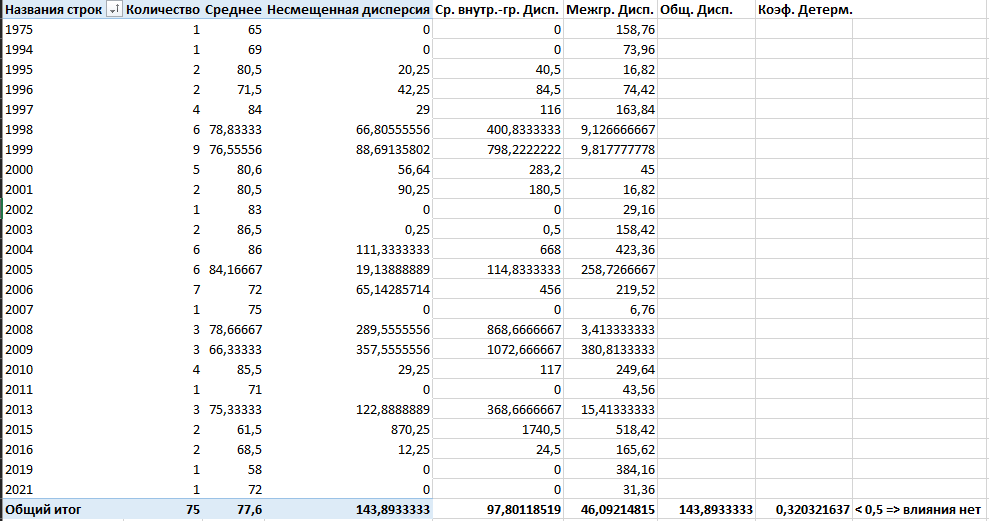 Названия строк Количество Среднее Несмещенная дисперсия Ср. внутр.-гр. Дисп. Межгр. Дисп. Общ. Дисп. Коэф. Детерм.
1975 1 65 0 0 158,76
1994 1 69 0 0 73,96
1995 2 80,5 20,25 40,5 16,82
1996 2 71,5 42,25 84,5 74,42
1997 4 84 29 116 163,84
1998 6 78,83333 66,80555556 400,8333333 9,126666667
1999 9 76,55556 88,69135802 798,2222222 9,817777778
2000 5 80,6 56,64 283,2 45
2001 2 80,5 90,25 180,5 16,82
2002 1 83 0 0 29,16
2003 2 86,5 0,25 0,5 158,42
2004 6 86 111,3333333 668 423,36
2005 6 84,16667 19,13888889 114,8333333 258,7266667
2006 7 72 65,14285714 456 219,52
2007 1 75 0 0 6,76
2008 3 78,66667 289,5555556 868,6666667 3,413333333
2009 3 66,33333 357,5555556 1072,666667 380,8133333
2010 4 85,5 29,25 117 249,64
2011 1 71 0 0 43,56
2013 3 75,33333 122,8888889 368,6666667 15,41333333
2015 2 61,5 870,25 1740,5 518,42
2016 2 68,5 12,25 24,5 165,62
2019 1 58 0 0 384,16
2021 1 72 0 0 31,36
Общий итог 75 77,6 143,8933333 97,80118519 46,09214815 143,8933333 0,320321637 < 0,5 => влияния нет